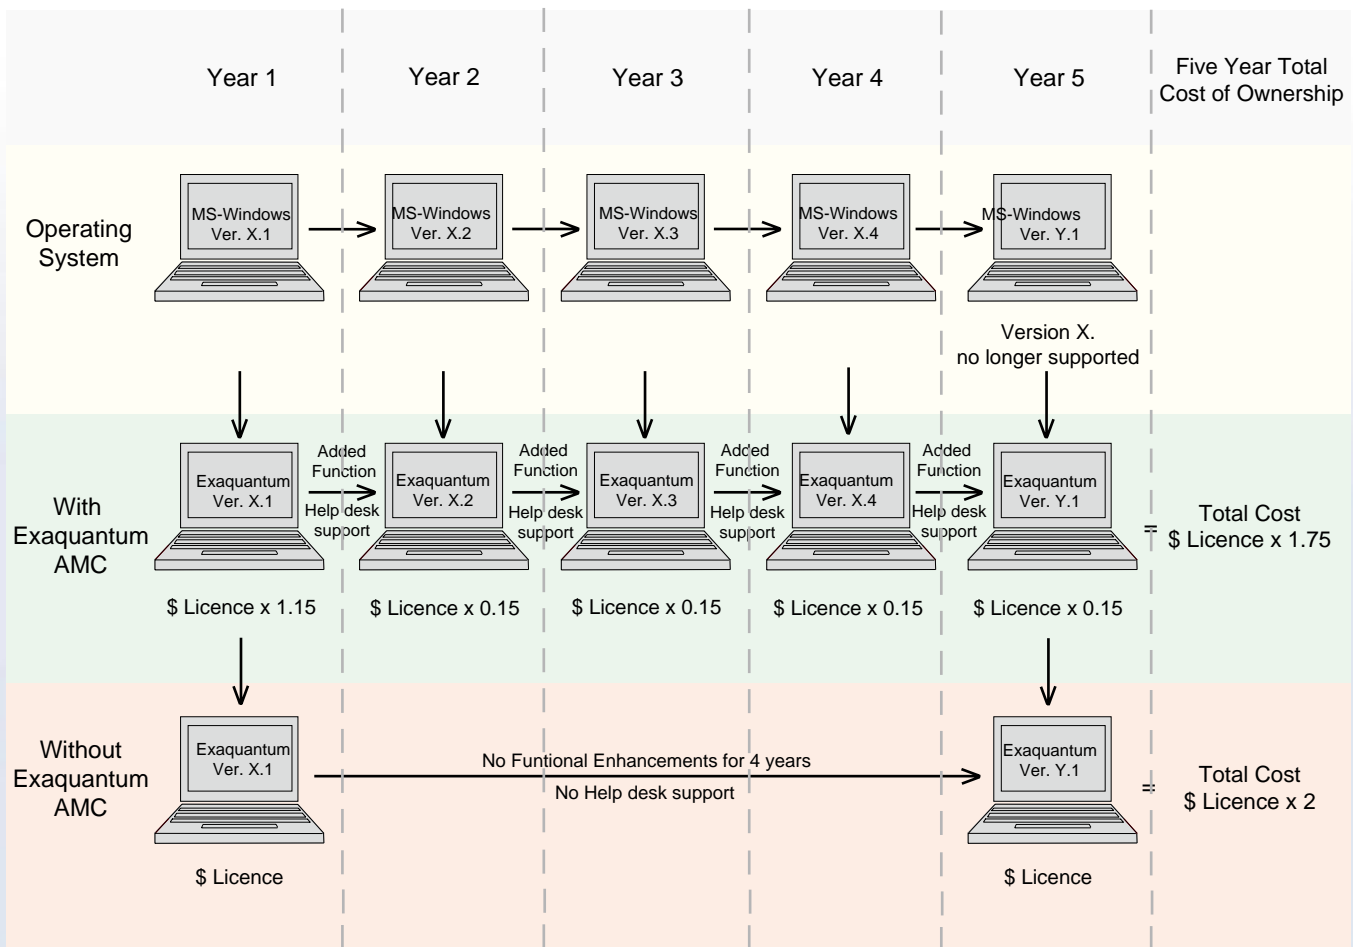 Year 1
Year 2
Year 3
Year 4
Year 5
Five Year Total
Cost of Ownership
Operating
System
MS-Windows
Ver. X.1
MS-Windows
Ver. X.2
MS-Windows
Ver. X.3
MS-Windows
Ver. X.4
MS-Windows
Ver. Y.1
Version X.
no longer supported
With
Exaquantum
AMC
Exaquantum
Ver. X.1
Added
Function
Help desk
support
Exaquantum
Ver. X.2
Added
Function
Help desk
support
Exaquantum
Ver. X.3
Added
Function
Help desk
support
Exaquantum
Ver. X.4
Added
Function
Help desk
support
Exaquantum
Ver. Y.1
=
Total Cost
$ Licence x 1.75
$ Licence x 1.15
$ Licence x 0.15
$ Licence x 0.15
$ Licence x 0.15
$ Licence x 0.15
Without
Exaquantum
AMC
Exaquantum
Ver. X.1
No Funtional Enhancements for 4 years
No Help desk support
Exaquantum
Ver. Y.1
=
Total Cost
$ Licence x 2
$ Licence
$ Licence